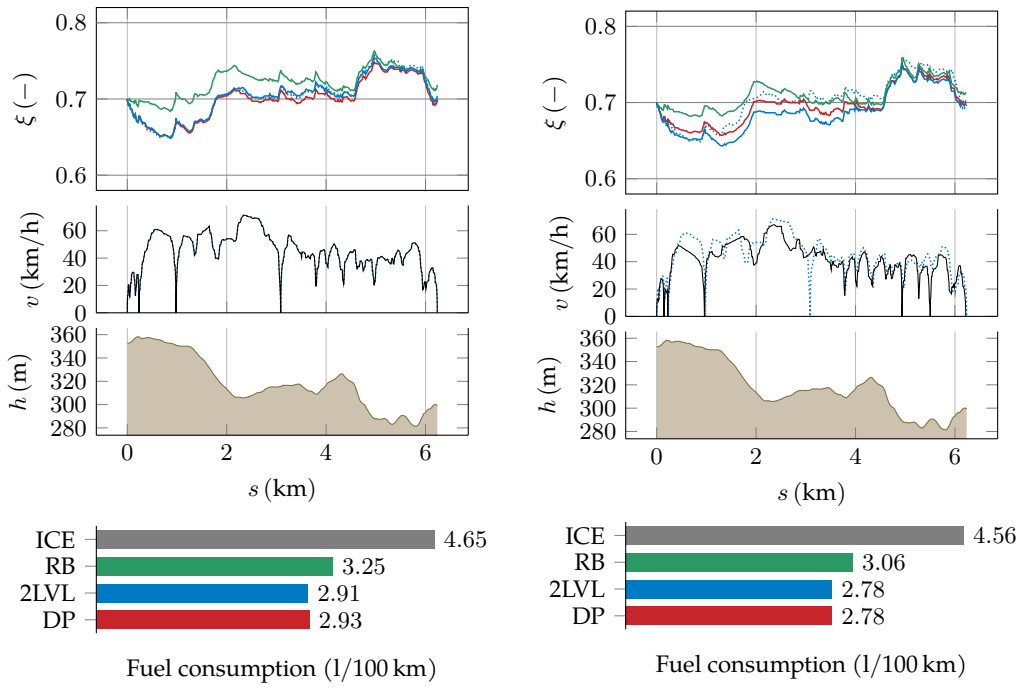 0.8
0.7
0.6
ξ (−)
60
40
20
0
v (km/h)
360
340
320
300
280
h (m)
0 2 4 6
s (km)
ICE 4.65
RB 3.25
2LVL 2.91
DP 2.93
Fuel consumption (l/100 km)
0.8
0.7
0.6
ξ (−)
60
40
20
0
v (km/h)
360
340
320
300
280
h (m)
0 2 4 6
s (km)
ICE 4.56
RB 3.06
2LVL 2.78
DP 2.78
Fuel consumption (l/100 km)